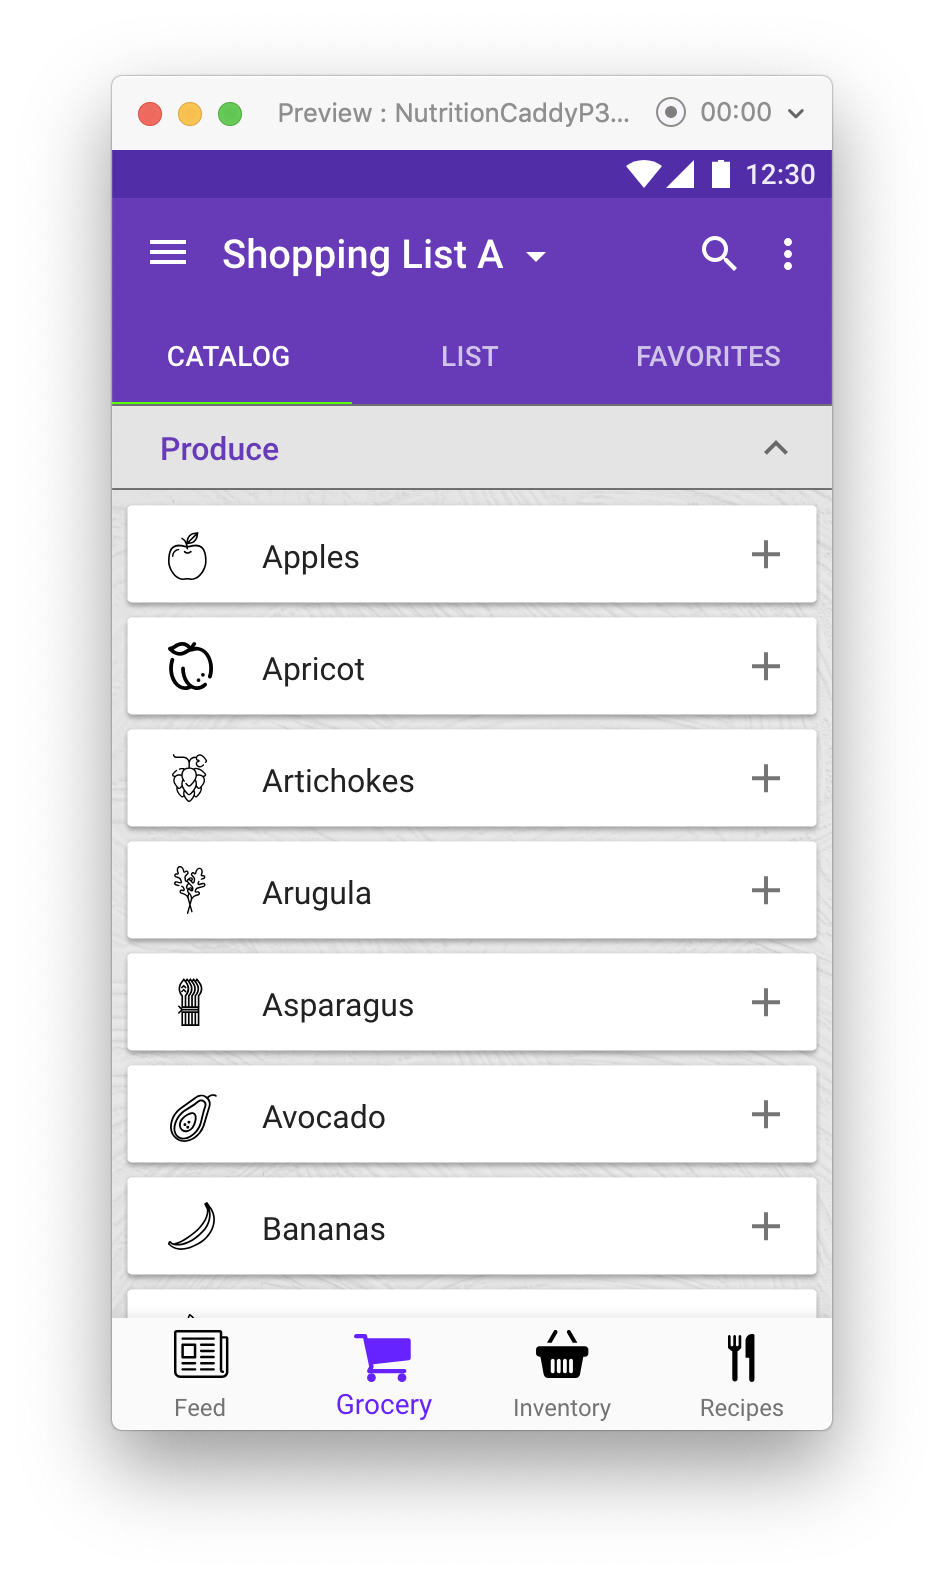 Preview : NutritionCaddyP3... 00:00
12:30
Shopping List A
CATALOG LIST FAVORITES
Produce
Apples
Apricot
Artichokes
Arugula
Asparagus
Avocado
Bananas
Feed Grocery Inventory Recipes